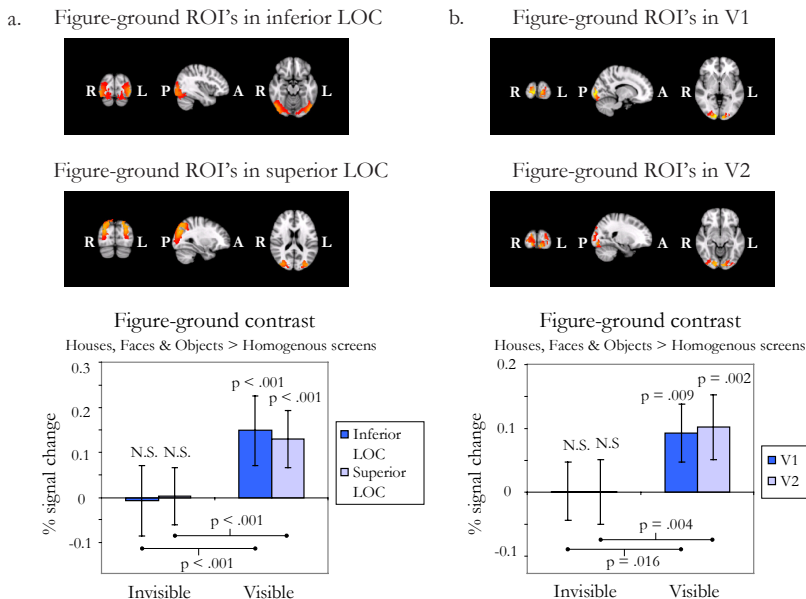 a.
Figure-ground ROI's in inferior LOC
R L P A R L
Figure-ground ROI's in superior LOC
R L P A R L
Figure-ground contrast
Houses, Faces & Objects > Homogenous screens
% signal change
0.3
0.2
0.1
0
-0.1
N.S. N.S.
p < .001
p < .001
p < .001
p < .001
Invisible Visible
Inferior
LOC
Superior
LOC
b.
Figure-ground ROI's in V1
R L P A R L
Figure-ground ROI's in V2
R L P A R L
Figure-ground contrast
Houses, Faces & Objects > Homogenous screens
% signal change
0.2
0.1
0
-0.1
N.S. N.S
p = .009
p = .002
p = .004
p = .016
Invisible Visible
V1
V2